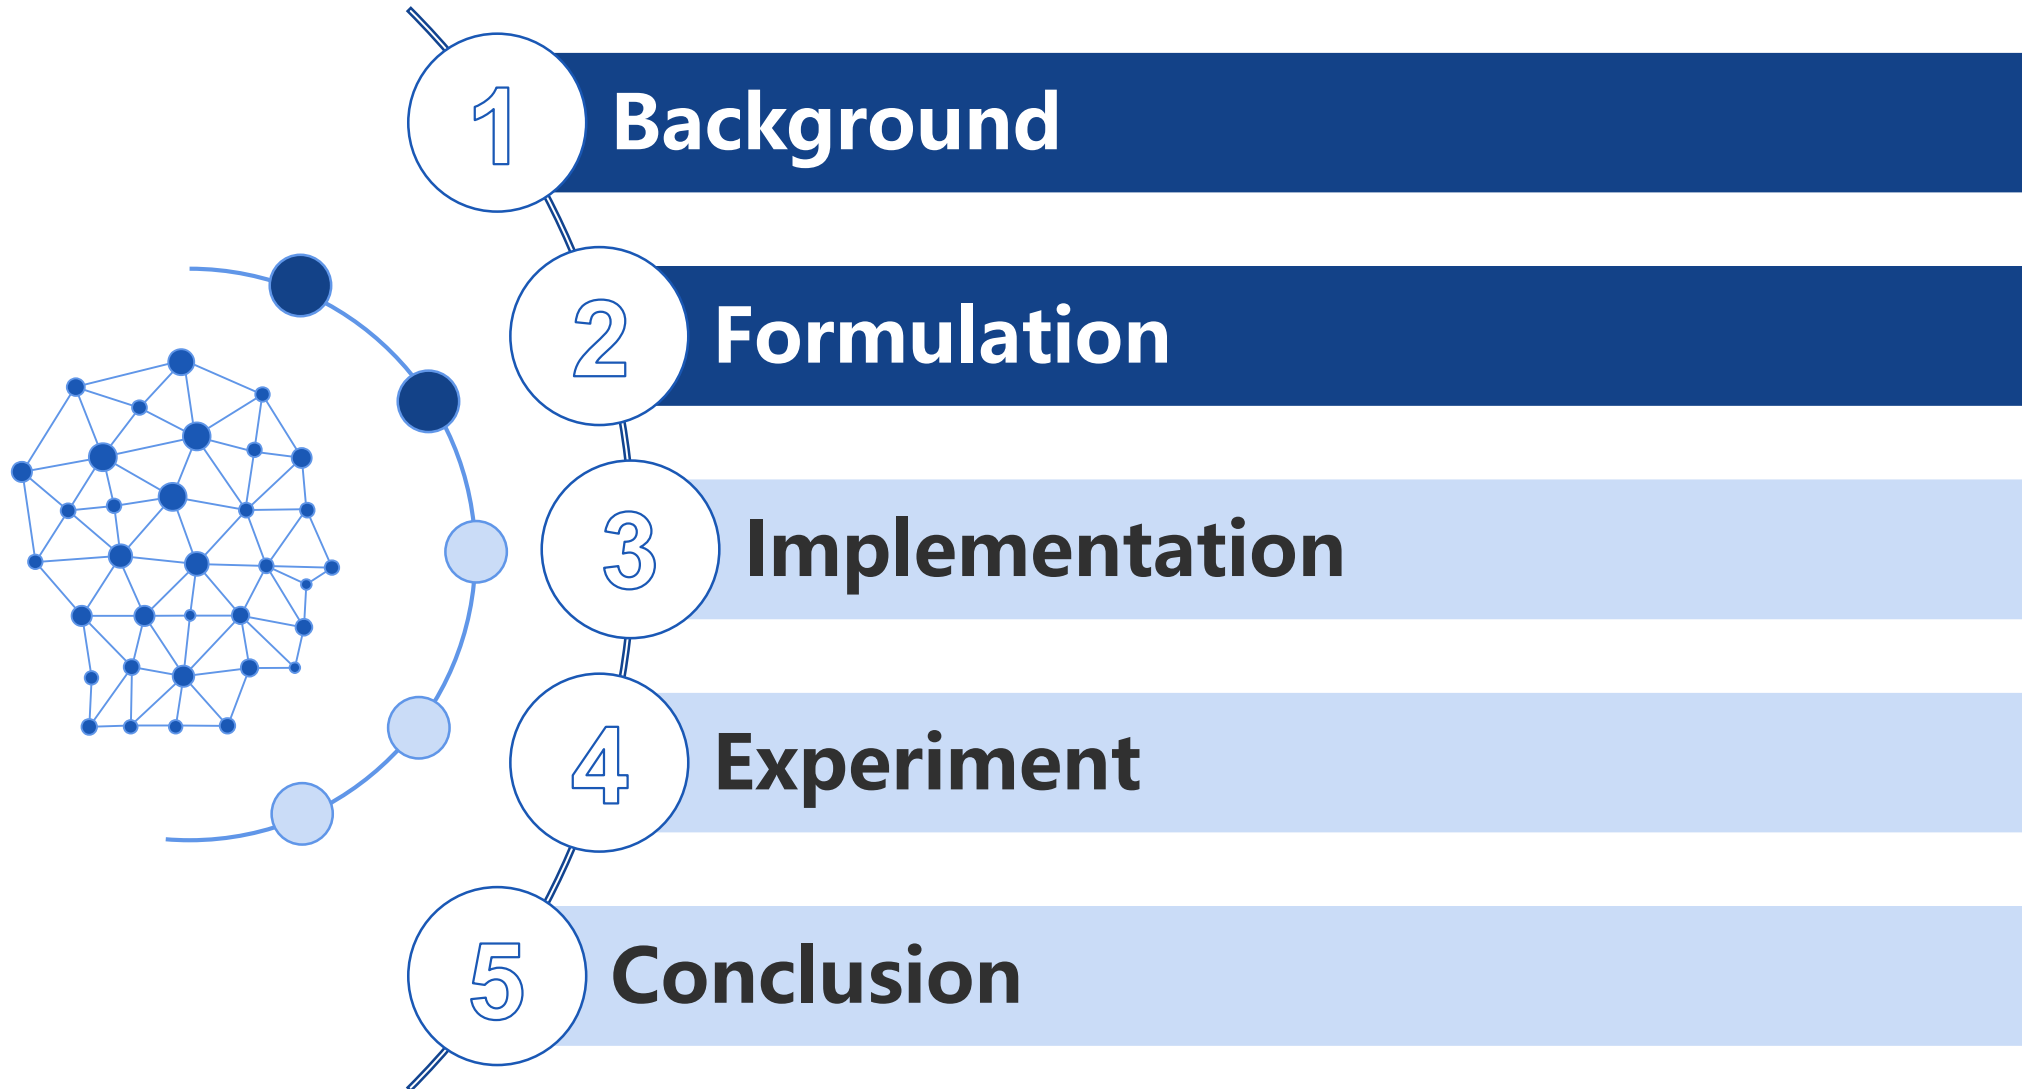 1 Background
2 Formulation
3 Implementation
4 Experiment
5 Conclusion